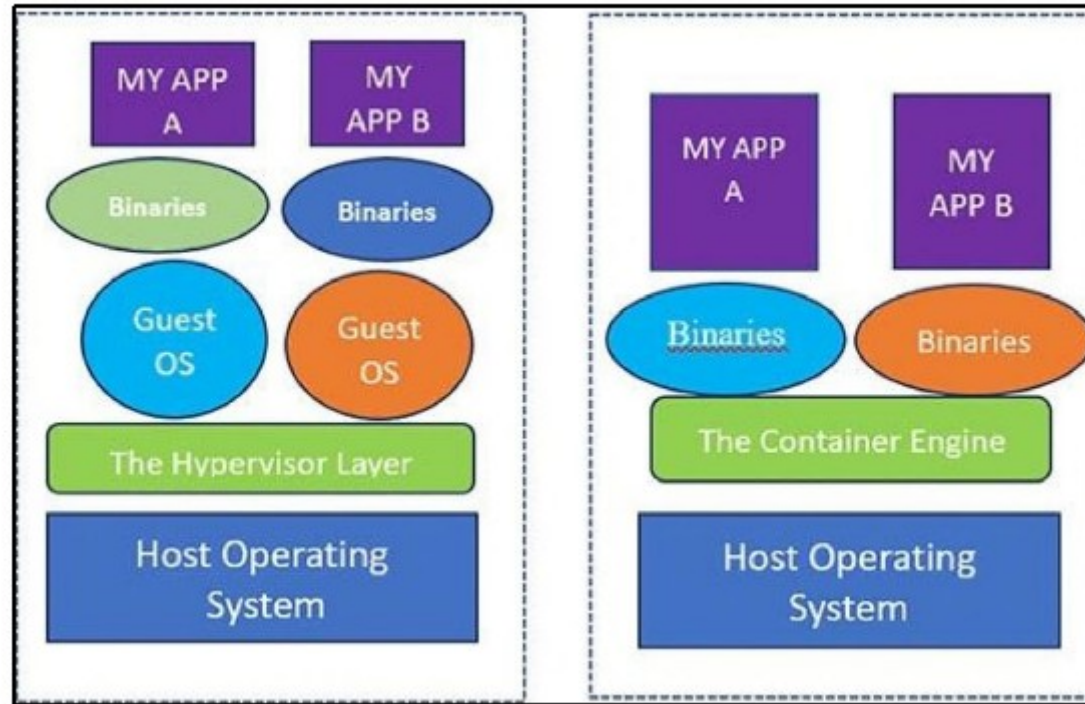 MY APP
A
MY
APP B
Binaries
Binaries
Guest
OS
Guest
OS
The Hypervisor Layer
Host Operating
System
MY APP
A
MY
APP B
Binaries
Binaries
The Container Engine
Host Operating
System